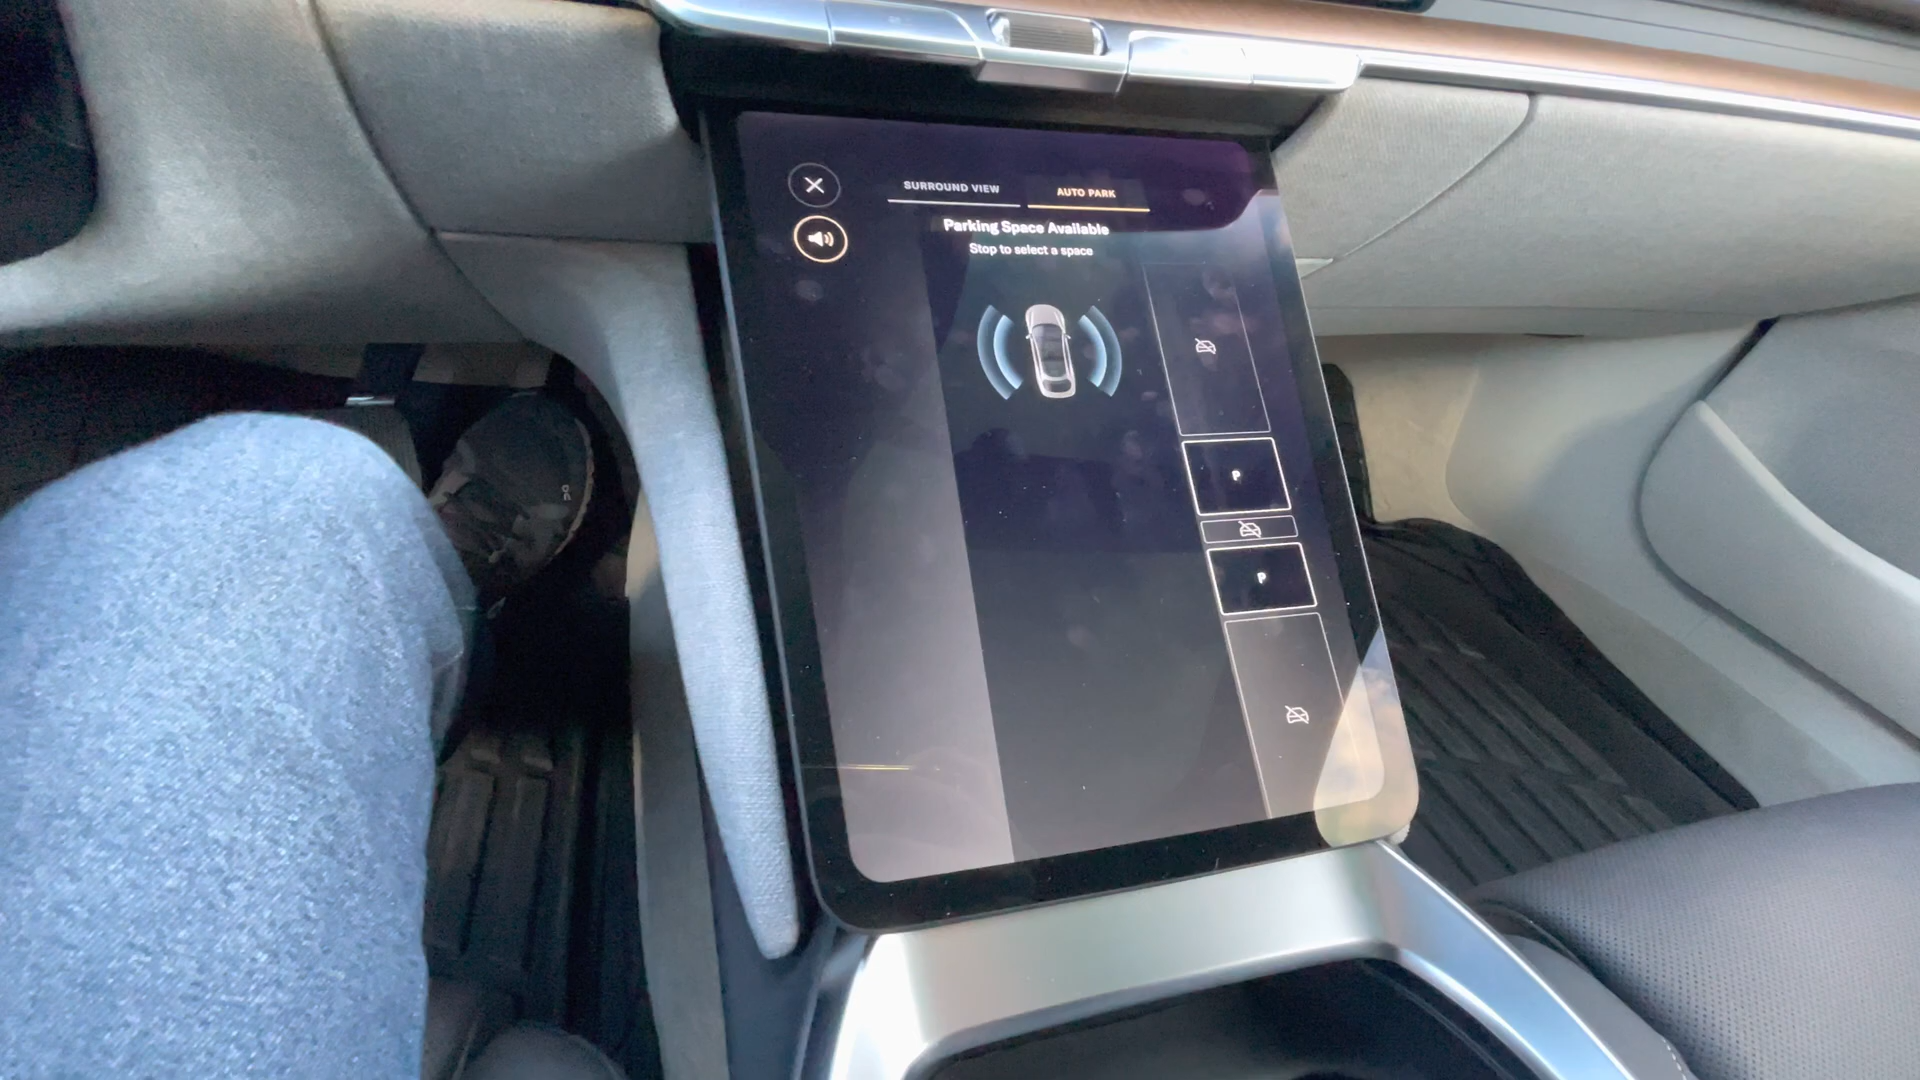 SURROUND VIEW
AUTO PARK
Parking Space Available
Stop to select a space
P
P